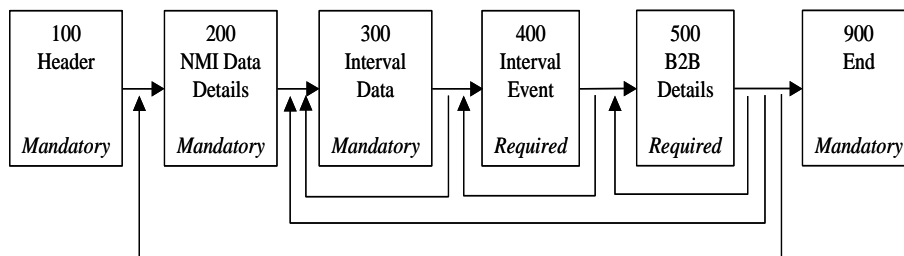 100
Header
Mandatory
200
NMI Data
Details
Mandatory
300
Interval
Data
Mandatory
400
Interval
Event
Required
500
B2B
Details
Required
900
End
Mandatory